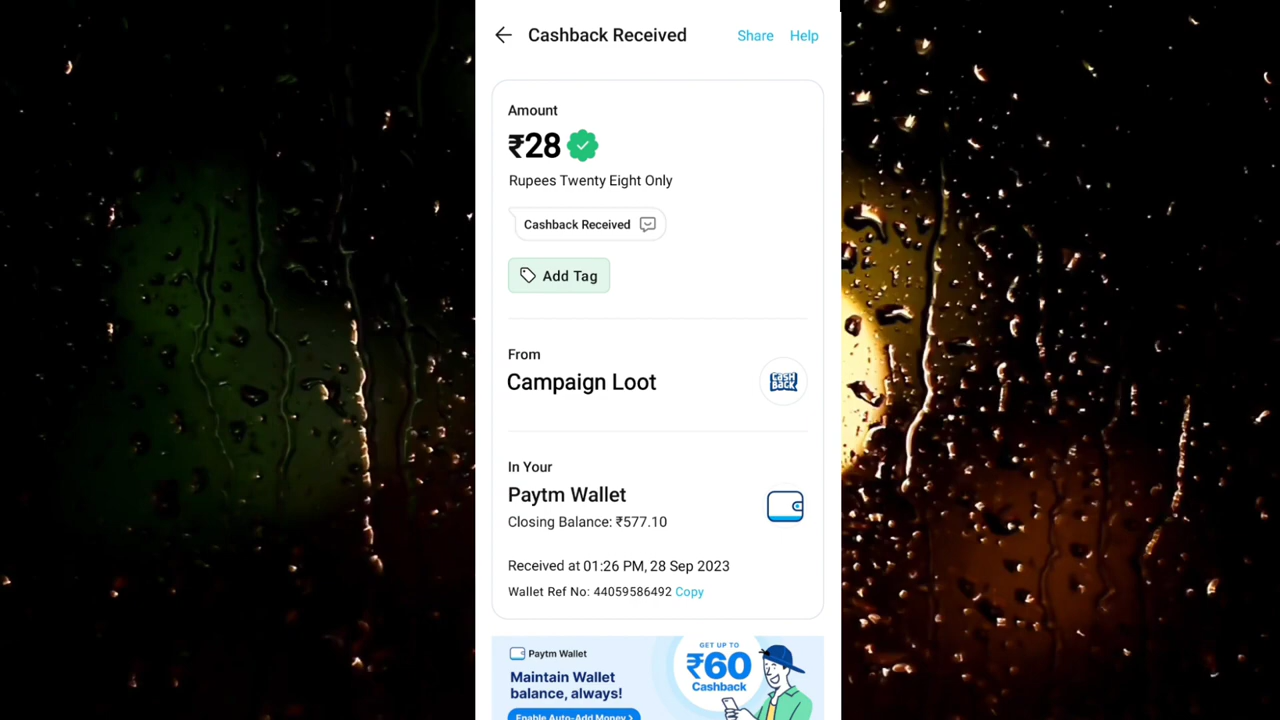 Cashback Received
Share
Help
Amount
₹28
Rupees Twenty Eight Only
Cashback Received
Add Tag
From
Campaign Loot
CASH
BACK
In Your
Paytm Wallet
Closing Balance: ₹577.10
Received at 01:26 PM, 28 Sep 2023
Wallet Ref No: 44059586492 Copy
Paytm Wallet
Maintain Wallet
balance, always!
Enable Auto-Add Money >
GET UP TO
₹60
Cashback